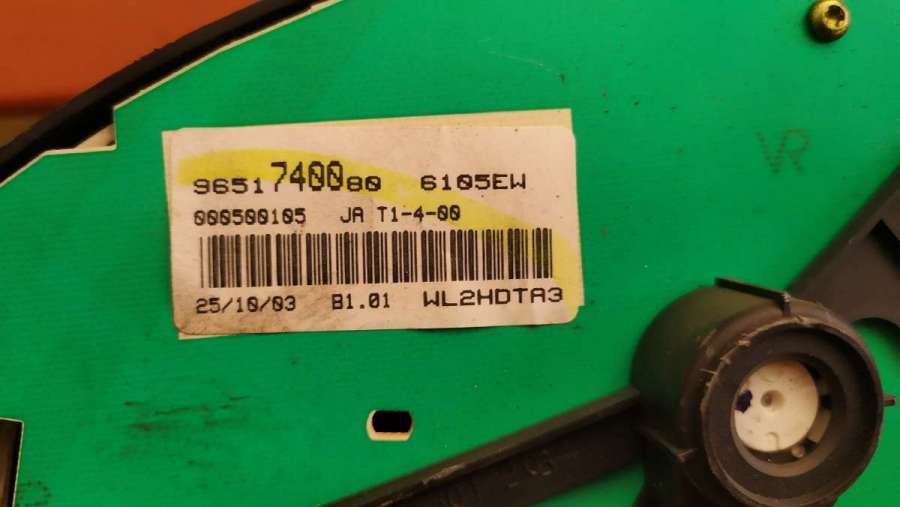 9651740080 6105EW
000500105 JA T1-4-00
25/10/03 B1.01 WL2HDTA3
VR